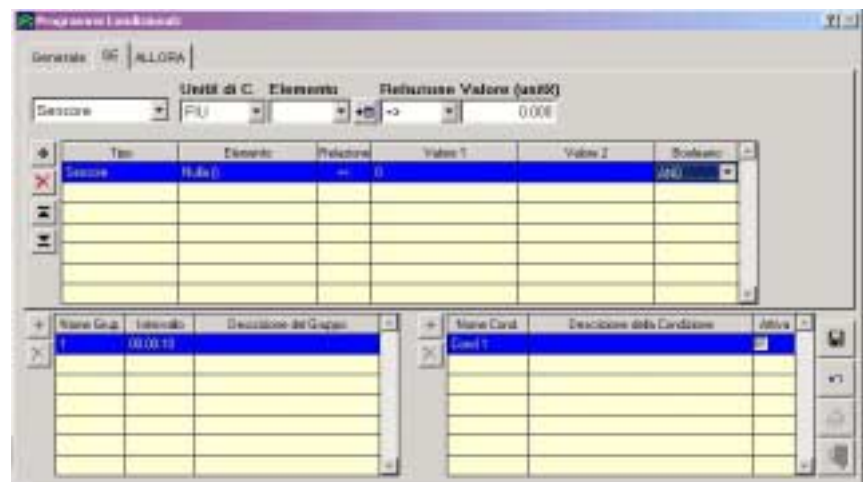 Programmi Condizionali
Generale SE ALLORA
Unità di C. Elemento Relazione Valore (unità)
Sensore PIU -> 0.000
Tipo Elemento Relazione Valore 1 Valore 2 Booleano
Sensore Nullo () 0 AND
Nome Grup. Intervallo Descrizione del Gruppo Nome Cond. Descrizione della Condizione Attiva
1 00:00:10 Cond 1